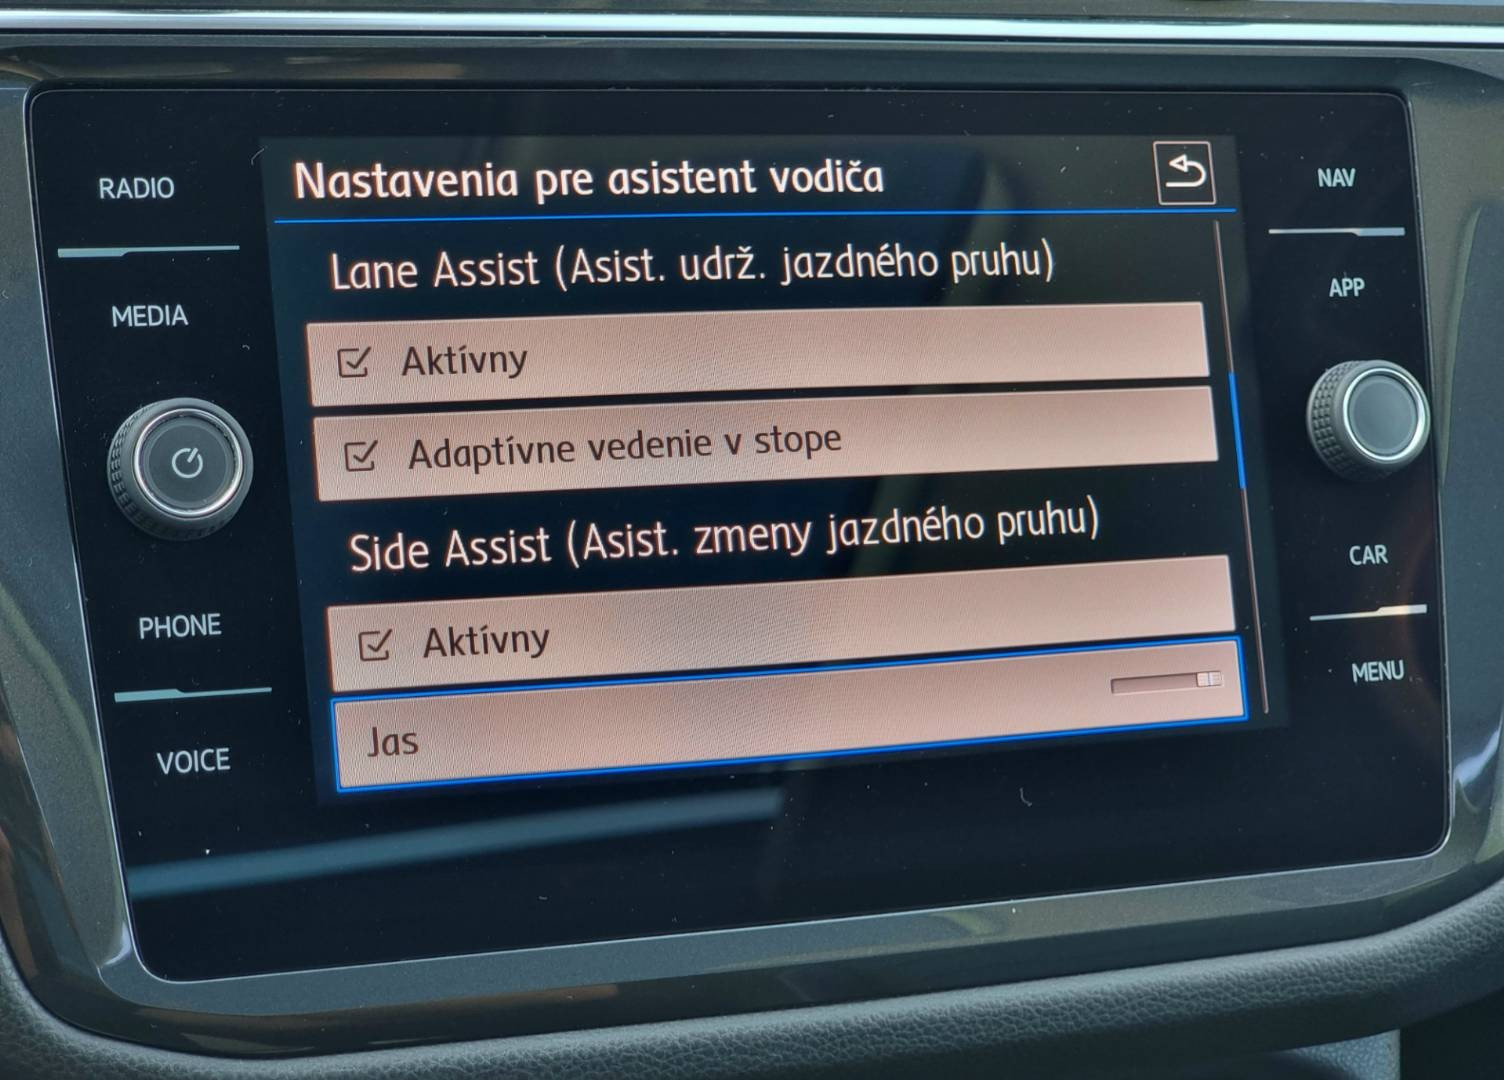 RADIO
MEDIA
PHONE
VOICE
Nastavenia pre asistent vodiča
Lane Assist (Asist. udrž. jazdného pruhu)
Aktívny
Adaptívne vedenie v stope
Side Assist (Asist. zmeny jazdného pruhu)
Aktívny
Jas
NAV
APP
CAR
MENU